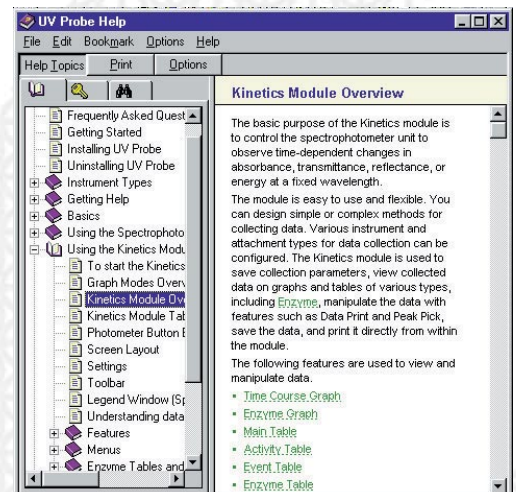 UV Probe Help
File Edit Bookmark Options Help
Help Topics Print Options
Frequently Asked Quest
Getting Started
Installing UV Probe
Uninstalling UV Probe
Instrument Types
Getting Help
Basics
Using the Spectrophoto
Using the Kinetics Modu
To start the Kinetics
Graph Modes Overv
Kinetics Module Ov
Kinetics Module Tab
Photometer Button B
Screen Layout
Settings
Toolbar
Legend Window (Sp
Understanding data
Features
Menus
Enzyme Tables and
Kinetics Module Overview
The basic purpose of the Kinetics module is
to control the spectrophotometer unit to
observe time-dependent changes in
absorbance, transmittance, reflectance, or
energy at a fixed wavelength.
The module is easy to use and flexible. You
can design simple or complex methods for
collecting data. Various instrument and
attachment types for data collection can be
configured. The Kinetics module is used to
save collection parameters, view collected
data on graphs and tables of various types,
including Enzyme, manipulate the data with
features such as Data Print and Peak Pick,
save the data, and print it directly from within
the module.
The following features are used to view and
manipulate data.
Time Course Graph
Enzyme Graph
Main Table
Activity Table
Event Table
Enzyme Table